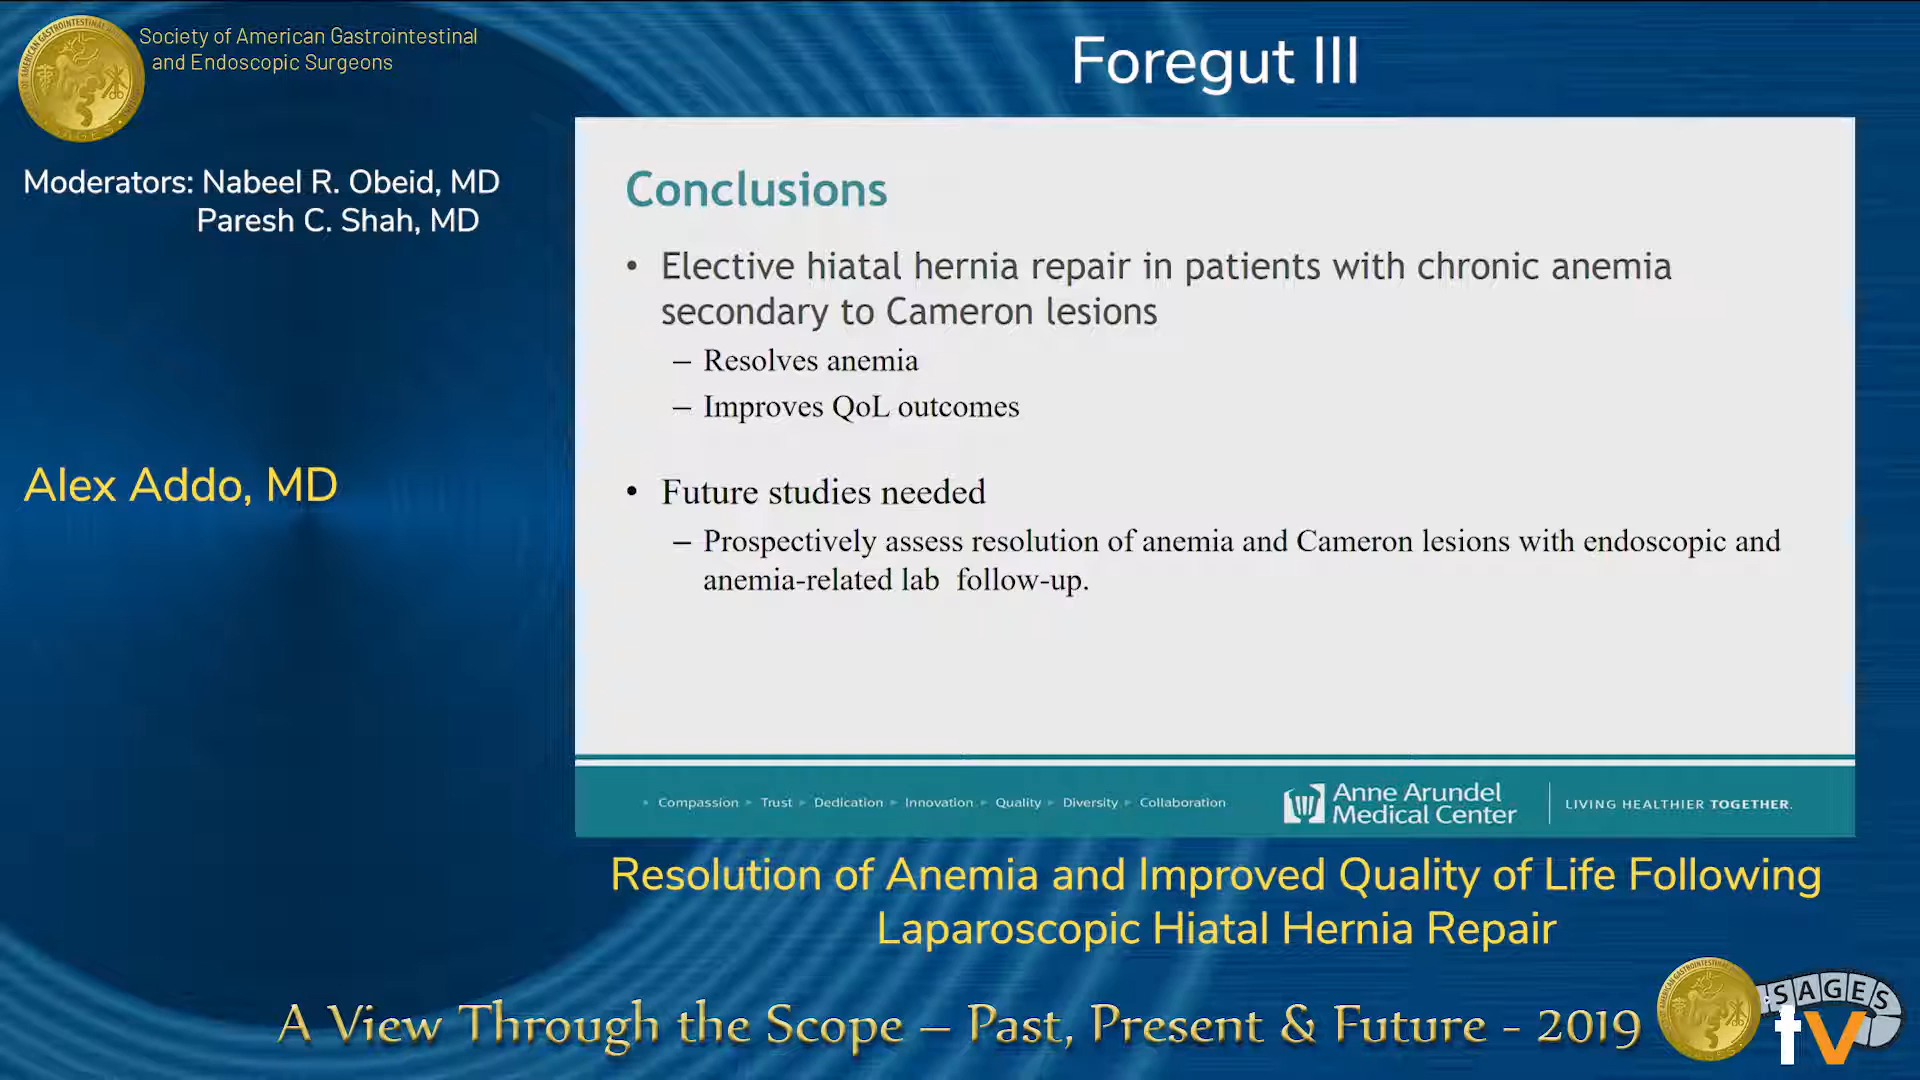 Society of American Gastrointestinal
and Endoscopic Surgeons
Foregut III
Moderators: Nabeel R. Obeid, MD
Paresh C. Shah, MD
Alex Addo, MD
Conclusions
• Elective hiatal hernia repair in patients with chronic anemia
secondary to Cameron lesions
– Resolves anemia
– Improves QoL outcomes
• Future studies needed
– Prospectively assess resolution of anemia and Cameron lesions with endoscopic and
anemia-related lab follow-up.
Compassion Trust Dedication Innovation Quality Diversity Collaboration
Anne Arundel
Medical Center
LIVING HEALTHIER TOGETHER.
Resolution of Anemia and Improved Quality of Life Following
Laparoscopic Hiatal Hernia Repair
A View Through the Scope – Past, Present & Future - 2019
SAGES
tv